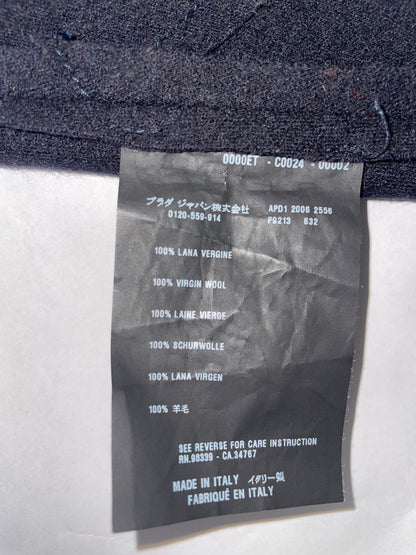 0000ET - C0024 - 00002
プラダ ジャパン株式会社 APD1 2006 2556
0120-559-914 PG213 632
100% LANA VERGINE
100% VIRGIN WOOL
100% LAINE VIERGE
100% SCHURWOLLE
100% LANA VIRGEN
100% 羊毛
SEE REVERSE FOR CARE INSTRUCTION
RN.98339 - CA.34767
MADE IN ITALY イタリー製
FABRIQUÉ EN ITALY